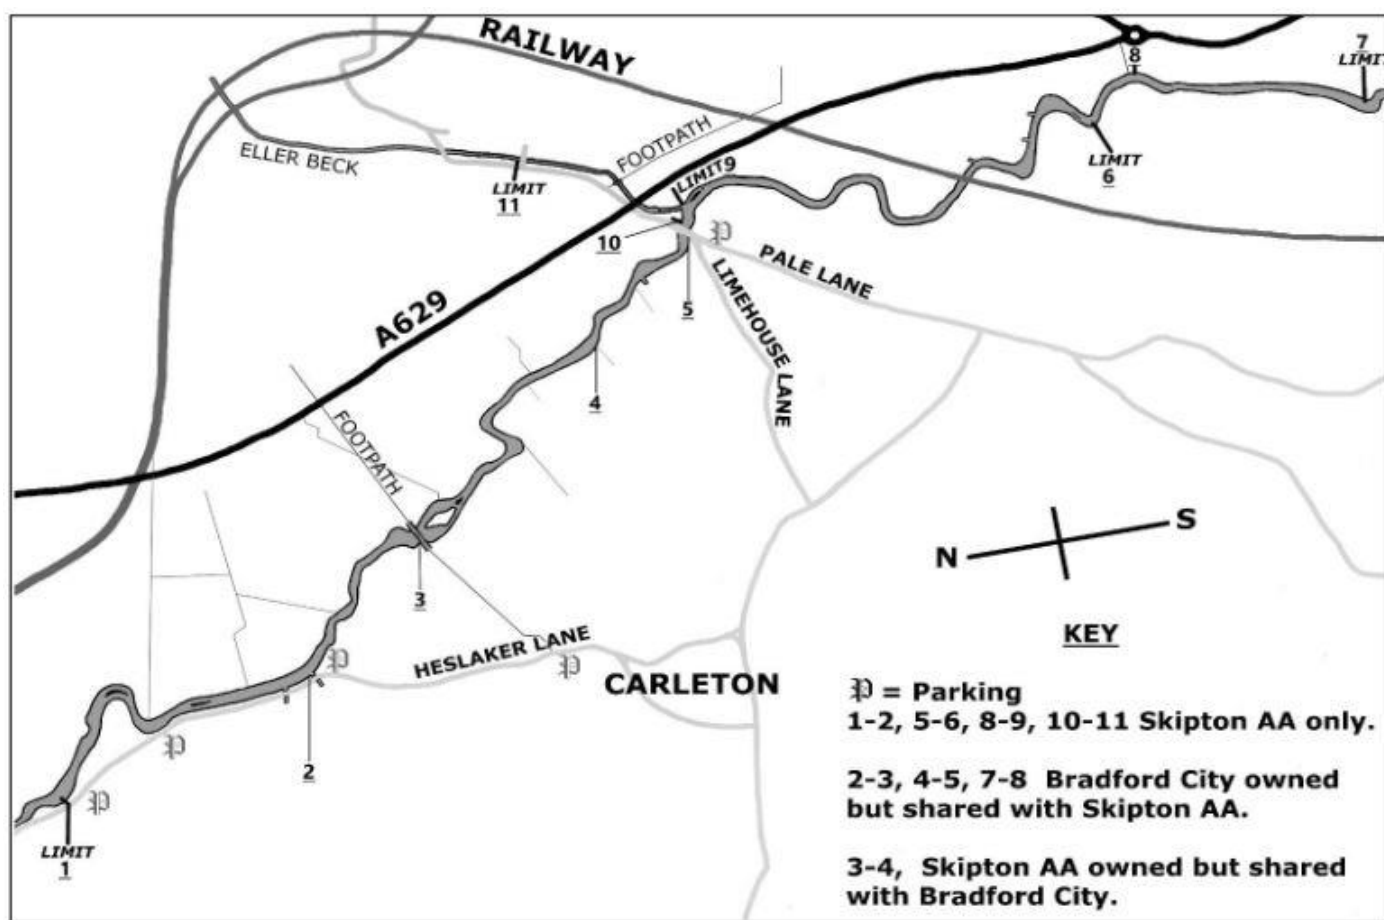 RAILWAY
7
LIMIT
8
FOOTPATH
ELLER BECK
LIMIT
11
LIMIT 9
LIMIT
6
10
P
PALE LANE
LIMEHOUSE LANE
5
A629
4
FOOTPATH
3
N
S
KEY
HESLAKER LANE
P
P
CARLETON
P
2
P
LIMIT
1
P = Parking
1-2, 5-6, 8-9, 10-11 Skipton AA only.
2-3, 4-5, 7-8 Bradford City owned
but shared with Skipton AA.
3-4, Skipton AA owned but shared
with Bradford City.